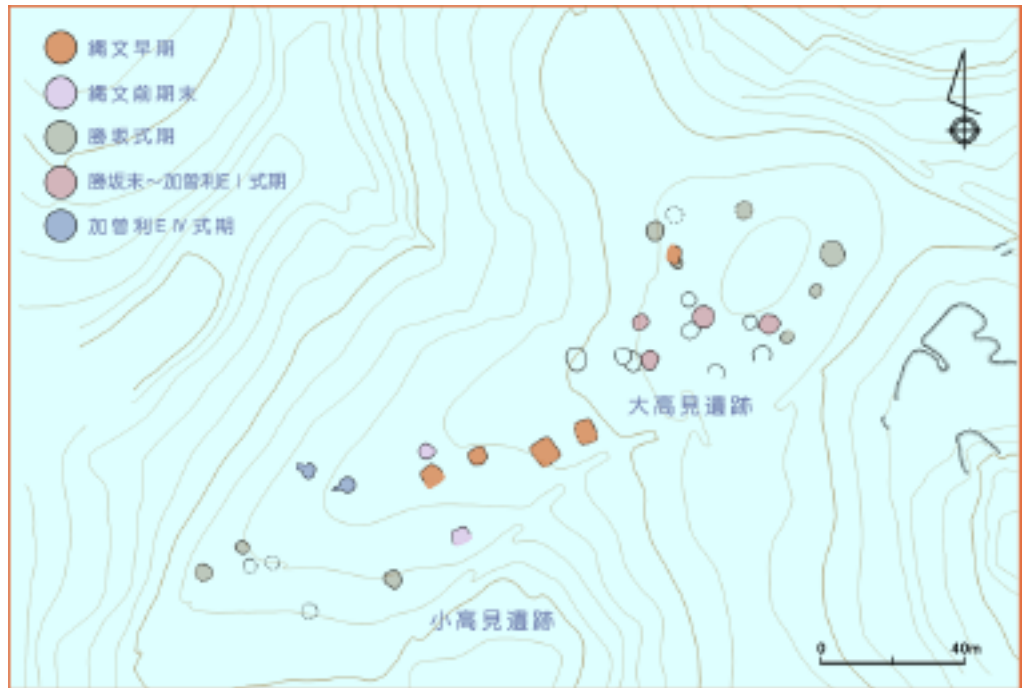 縄文早期
縄文前期末
勝坂式期
勝坂末～加曽利EⅠ式期
加曽利EⅣ式期
大高見遺跡
小高見遺跡
0 40m